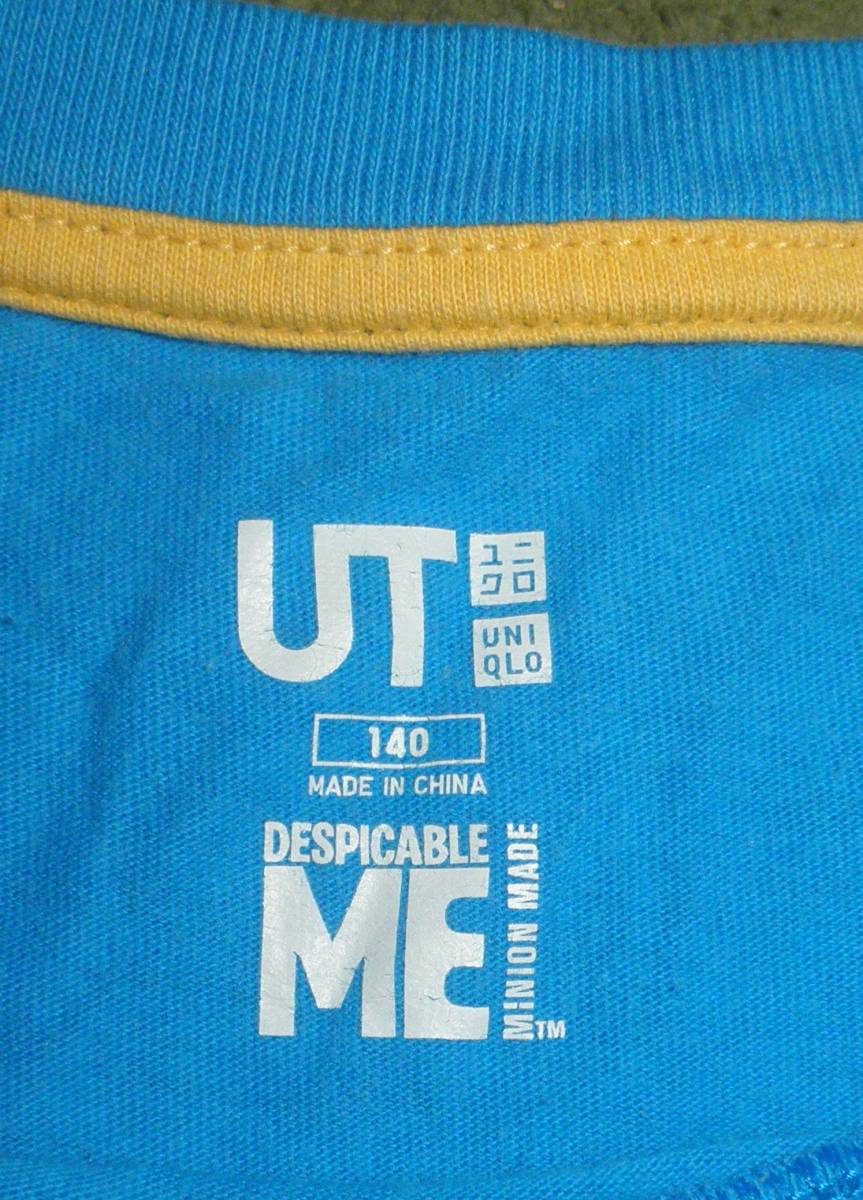 UT
ユニ
クロ
UNI
QLO
140
MADE IN CHINA
DESPICABLE
ME
MINION MADE
TM